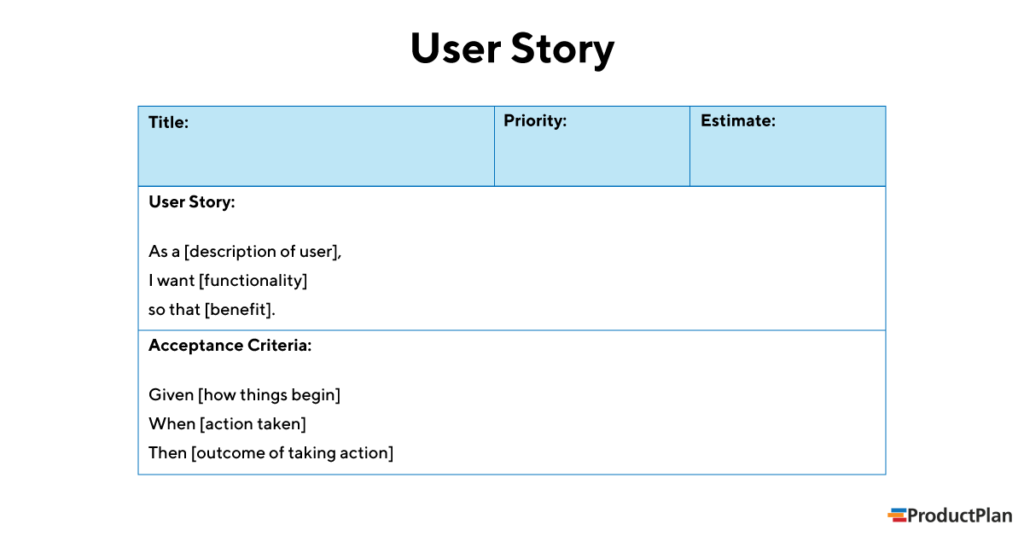 User Story
Title:
Priority:
Estimate:
User Story:
As a [description of user],
I want [functionality]
so that [benefit].
Acceptance Criteria:
Given [how things begin]
When [action taken]
Then [outcome of taking action]
ProductPlan